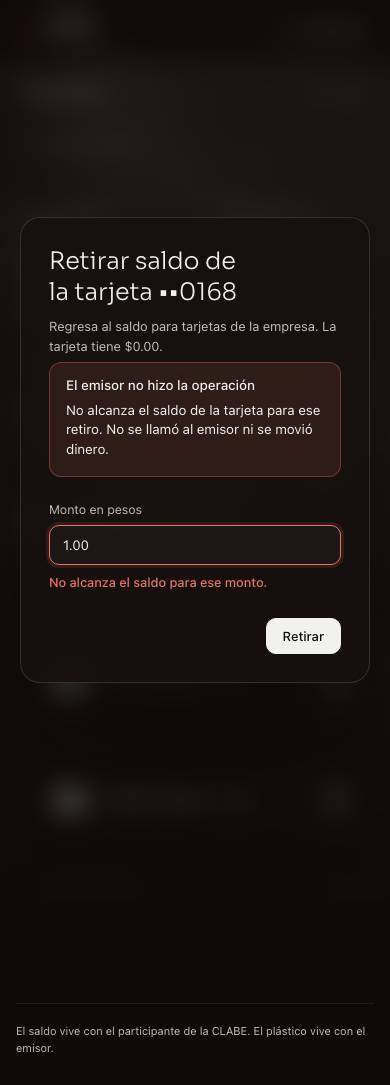 Retirar saldo de
la tarjeta ▪▪0168
Regresa al saldo para tarjetas de la empresa. La
tarjeta tiene $0.00.
El emisor no hizo la operación
No alcanza el saldo de la tarjeta para ese
retiro. No se llamó al emisor ni se movió
dinero.
Monto en pesos
1.00
No alcanza el saldo para ese monto.
Retirar
El saldo vive con el participante de la CLABE. El plástico vive con el
emisor.